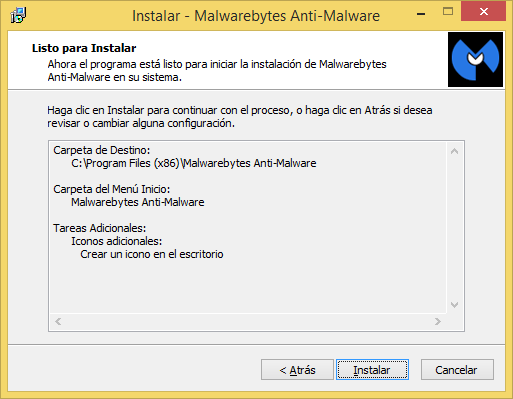 Instalar - Malwarebytes Anti-Malware
Listo para Instalar
Ahora el programa está listo para iniciar la instalación de Malwarebytes
Anti-Malware en su sistema.
Haga clic en Instalar para continuar con el proceso, o haga clic en Atrás si desea
revisar o cambiar alguna configuración.
Carpeta de Destino:
C:\Program Files (x86)\Malwarebytes Anti-Malware
Carpeta del Menú Inicio:
Malwarebytes Anti-Malware
Tareas Adicionales:
Iconos adicionales:
Crear un icono en el escritorio
< Atrás
Instalar
Cancelar